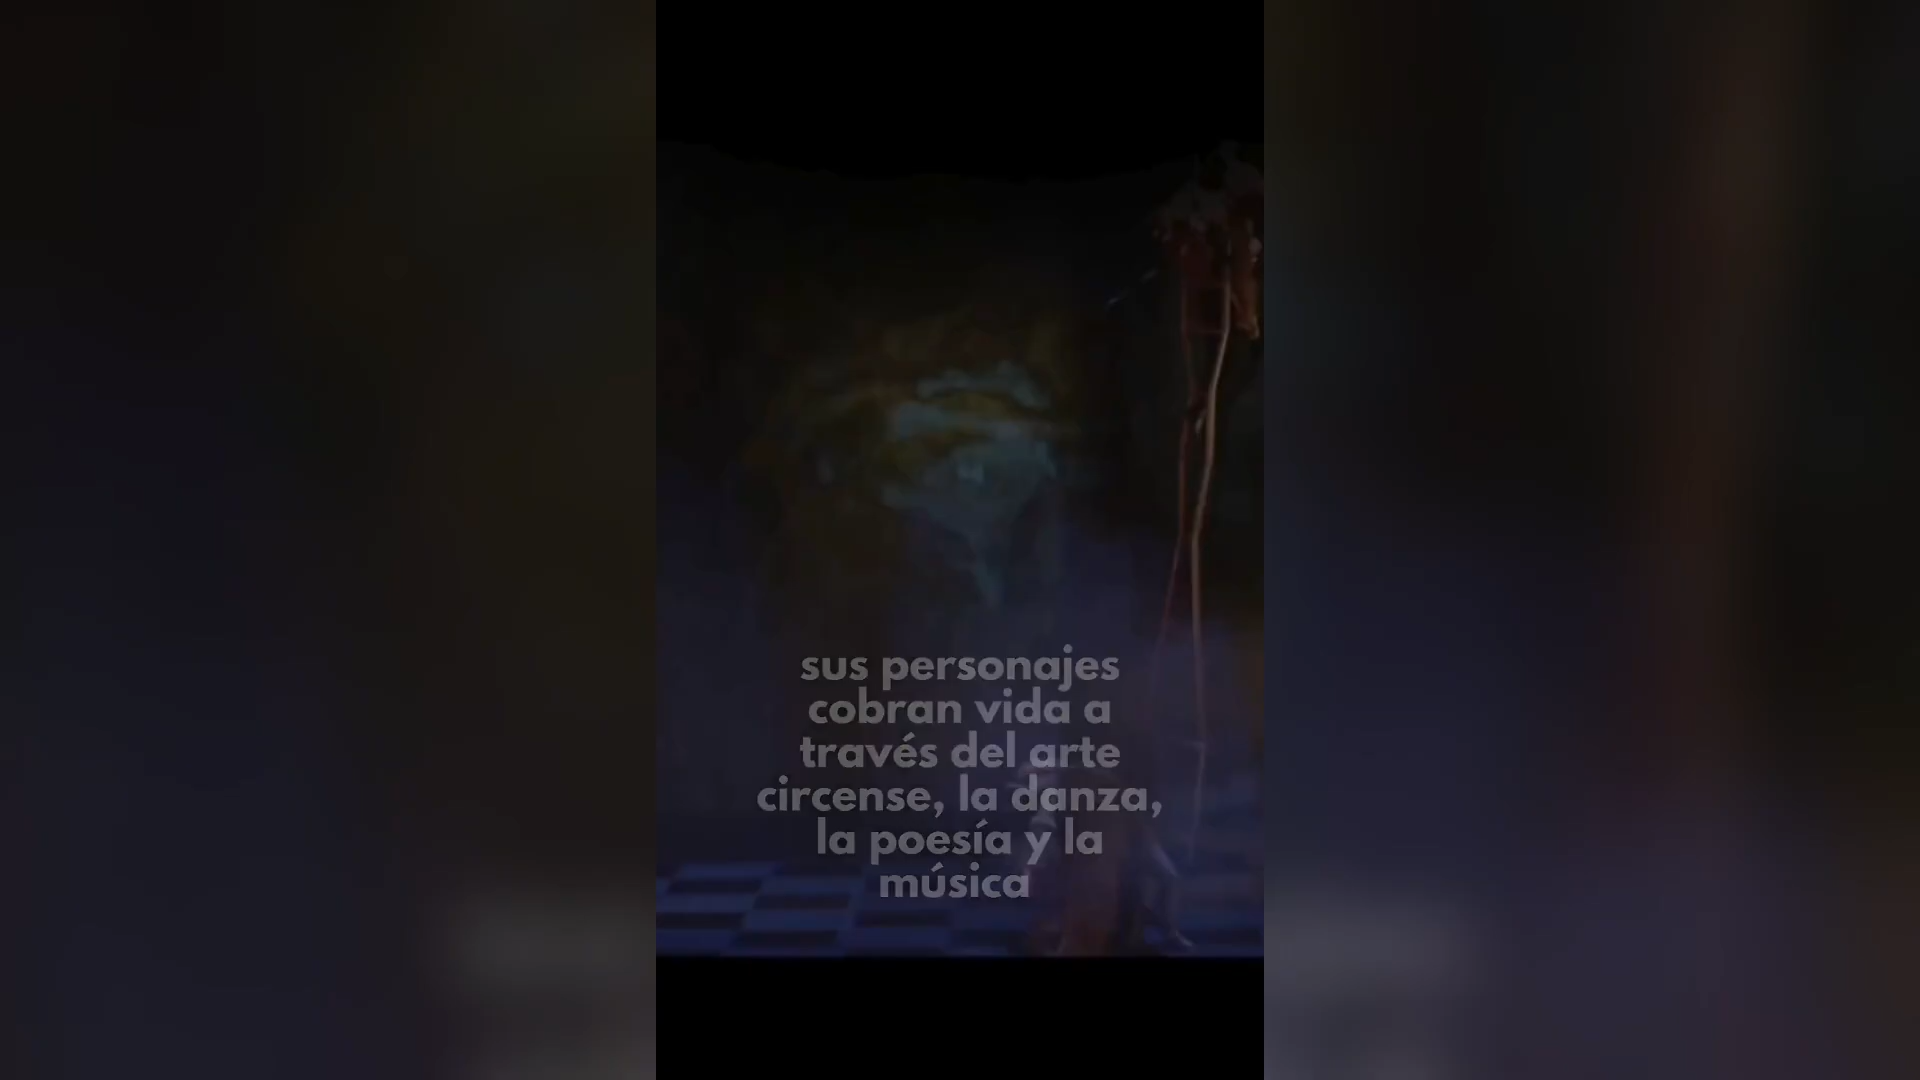 sus personajes
cobran vida a
través del arte
circense, la danza,
la poesía y la
música